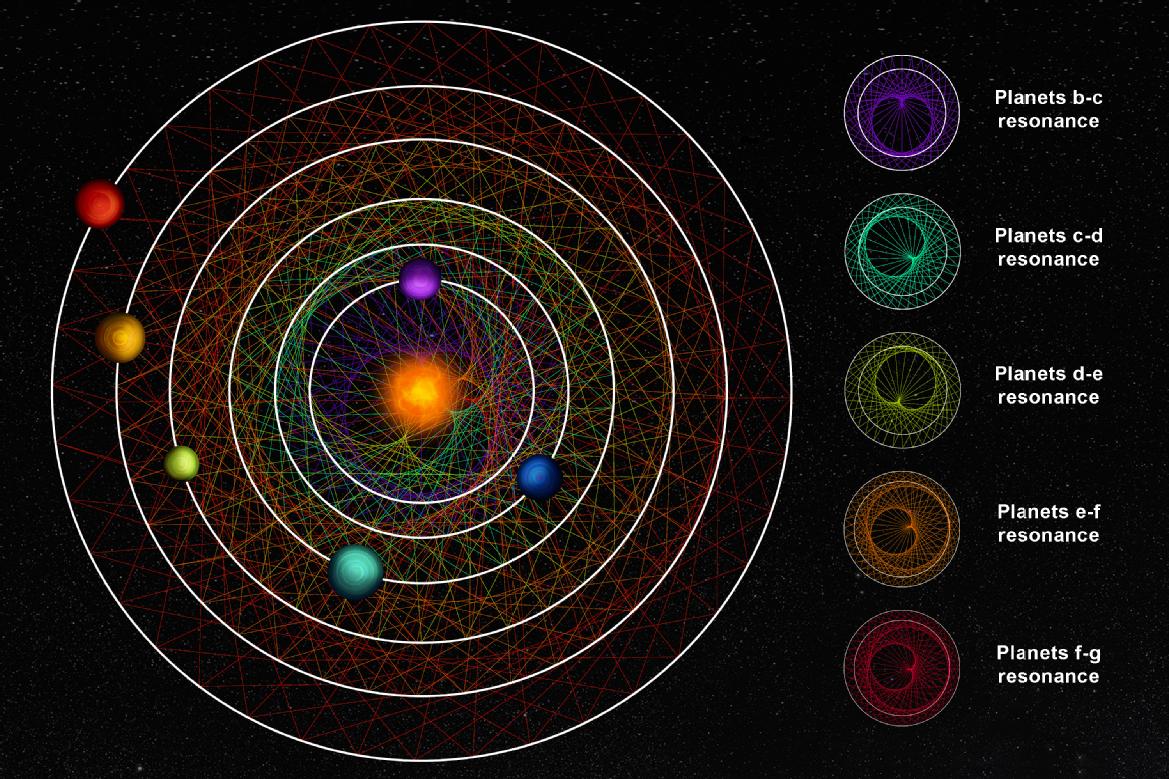 Planets b-c
resonance
Planets c-d
resonance
Planets d-e
resonance
Planets e-f
resonance
Planets f-g
resonance